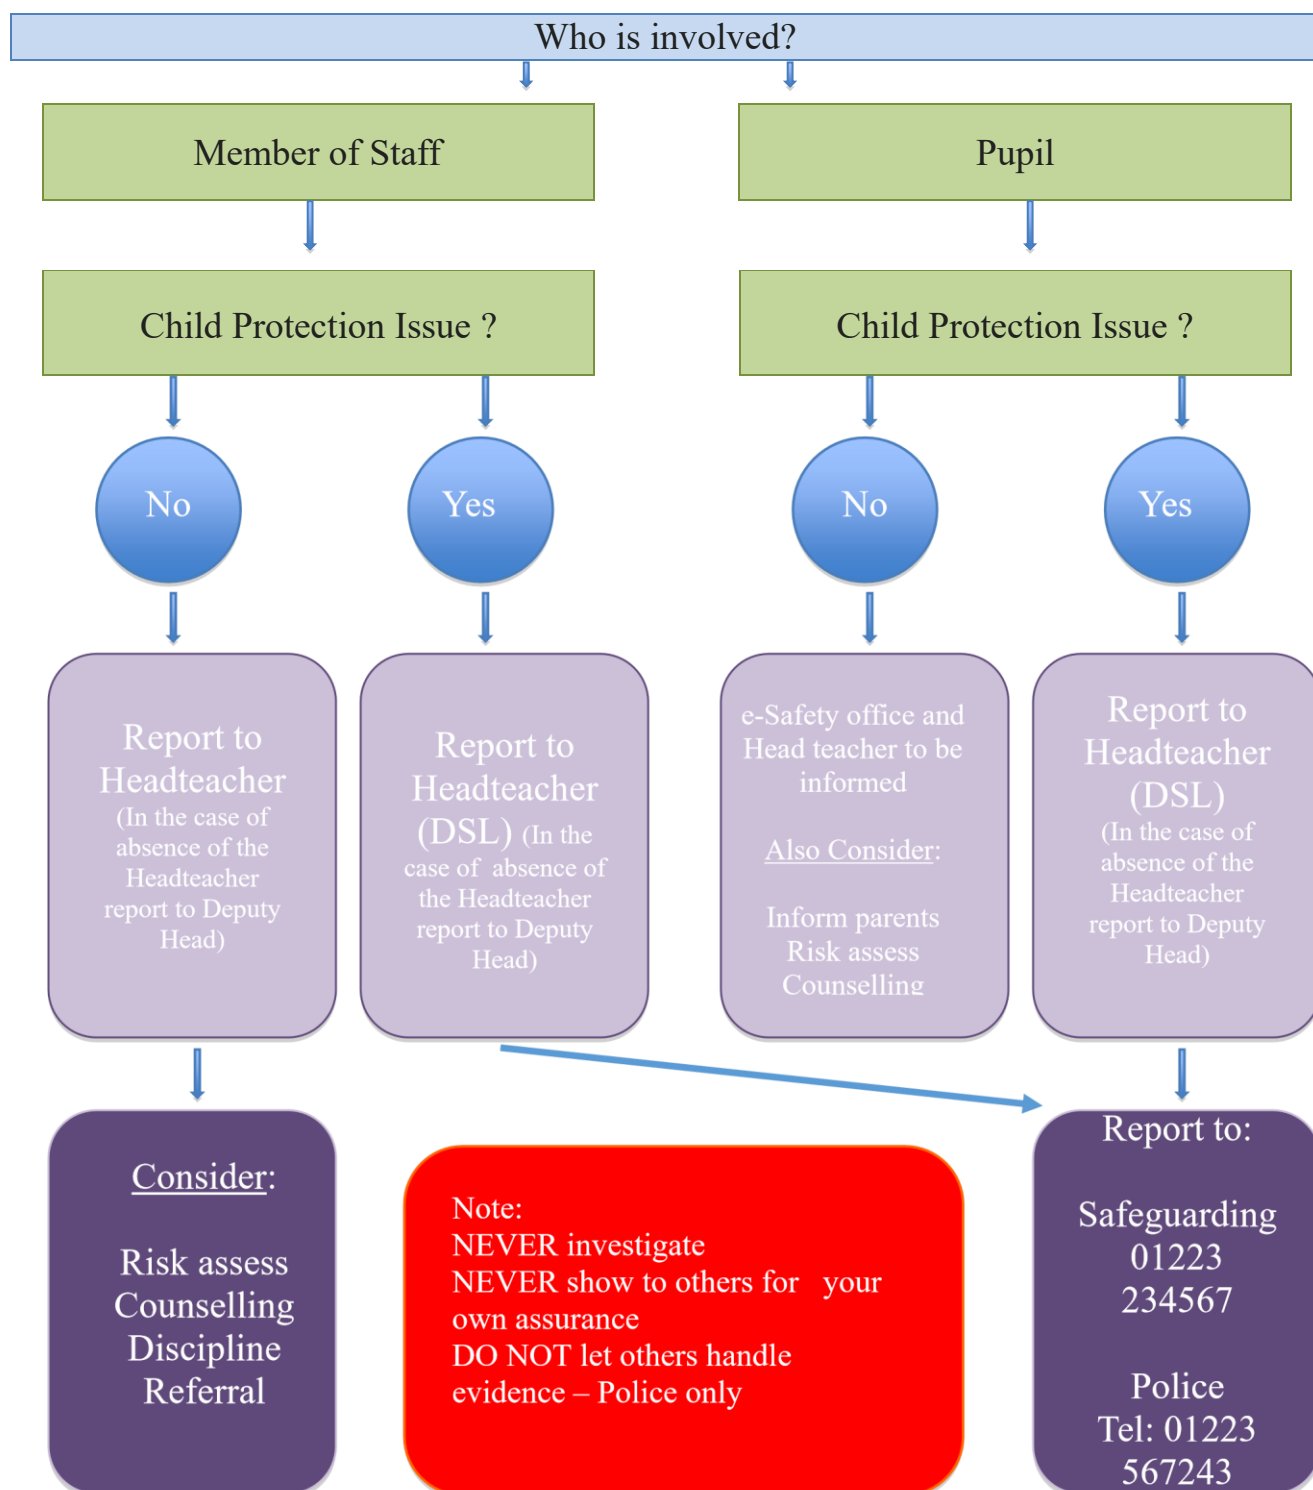 Who is involved?
Member of Staff
Pupil
Child Protection Issue ?
Child Protection Issue ?
No
Yes
No
Yes
Report to
Headteacher
(In the case of
absence of the
Headteacher
report to Deputy
Head)
Report to
Headteacher
(DSL) (In the
case of absence of
the Headteacher
report to Deputy
Head)
e-Safety office and
Head teacher to be
informed
Also Consider:
Inform parents
Risk assess
Counselling
Report to
Headteacher
(DSL)
(In the case of
absence of the
Headteacher
report to Deputy
Head)
Consider:
Risk assess
Counselling
Discipline
Referral
Note:
NEVER investigate
NEVER show to others for your
own assurance
DO NOT let others handle
evidence – Police only
Report to:
Safeguarding
01223
234567
Police
Tel: 01223
567243